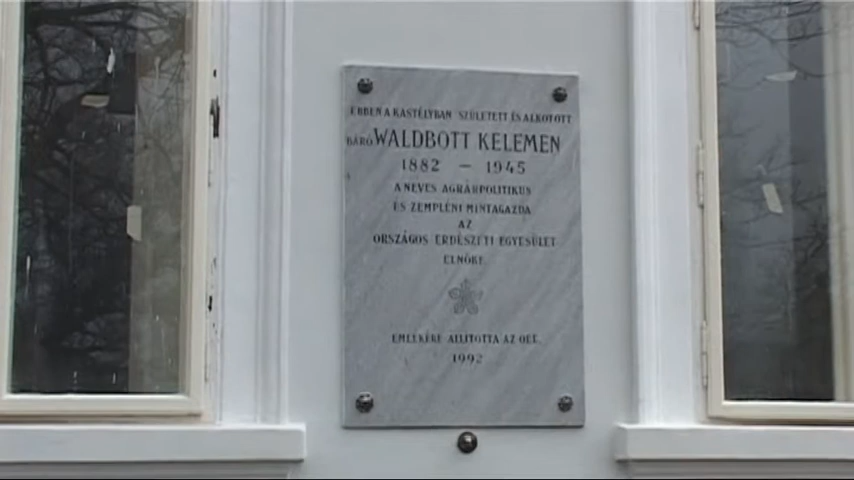 EBBEN A KASTÉLYBAN SZÜLETETT ÉS ALKOTOTT
BÁRÓ WALDBOTT KELEMEN
1882 – 1945
A NEVES AGRÁRPOLITIKUS
ÉS ZEMPLÉNI MINTAGAZDA
AZ
ORSZÁGOS ERDÉSZETI EGYESÜLET
ELNÖKE.
EMLÉKÉRE ÁLLÍTOTTA AZ OEE.
1992